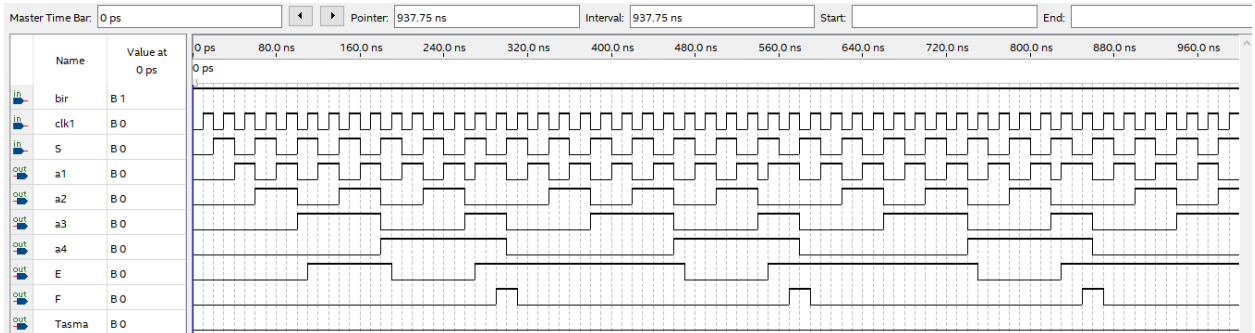 Master Time Bar: 0 ps Pointer: 937.75 ns Interval: 937.75 ns Start: End:
Name Value at 0 ps
0 ps 80.0 ns 160.0 ns 240.0 ns 320.0 ns 400.0 ns 480.0 ns 560.0 ns 640.0 ns 720.0 ns 800.0 ns 880.0 ns 960.0 ns
0 ps
in bir B 1
in clk1 B 0
in S B 0
out a1 B 0
out a2 B 0
out a3 B 0
out a4 B 0
out E B 0
out F B 0
out Tasma B 0